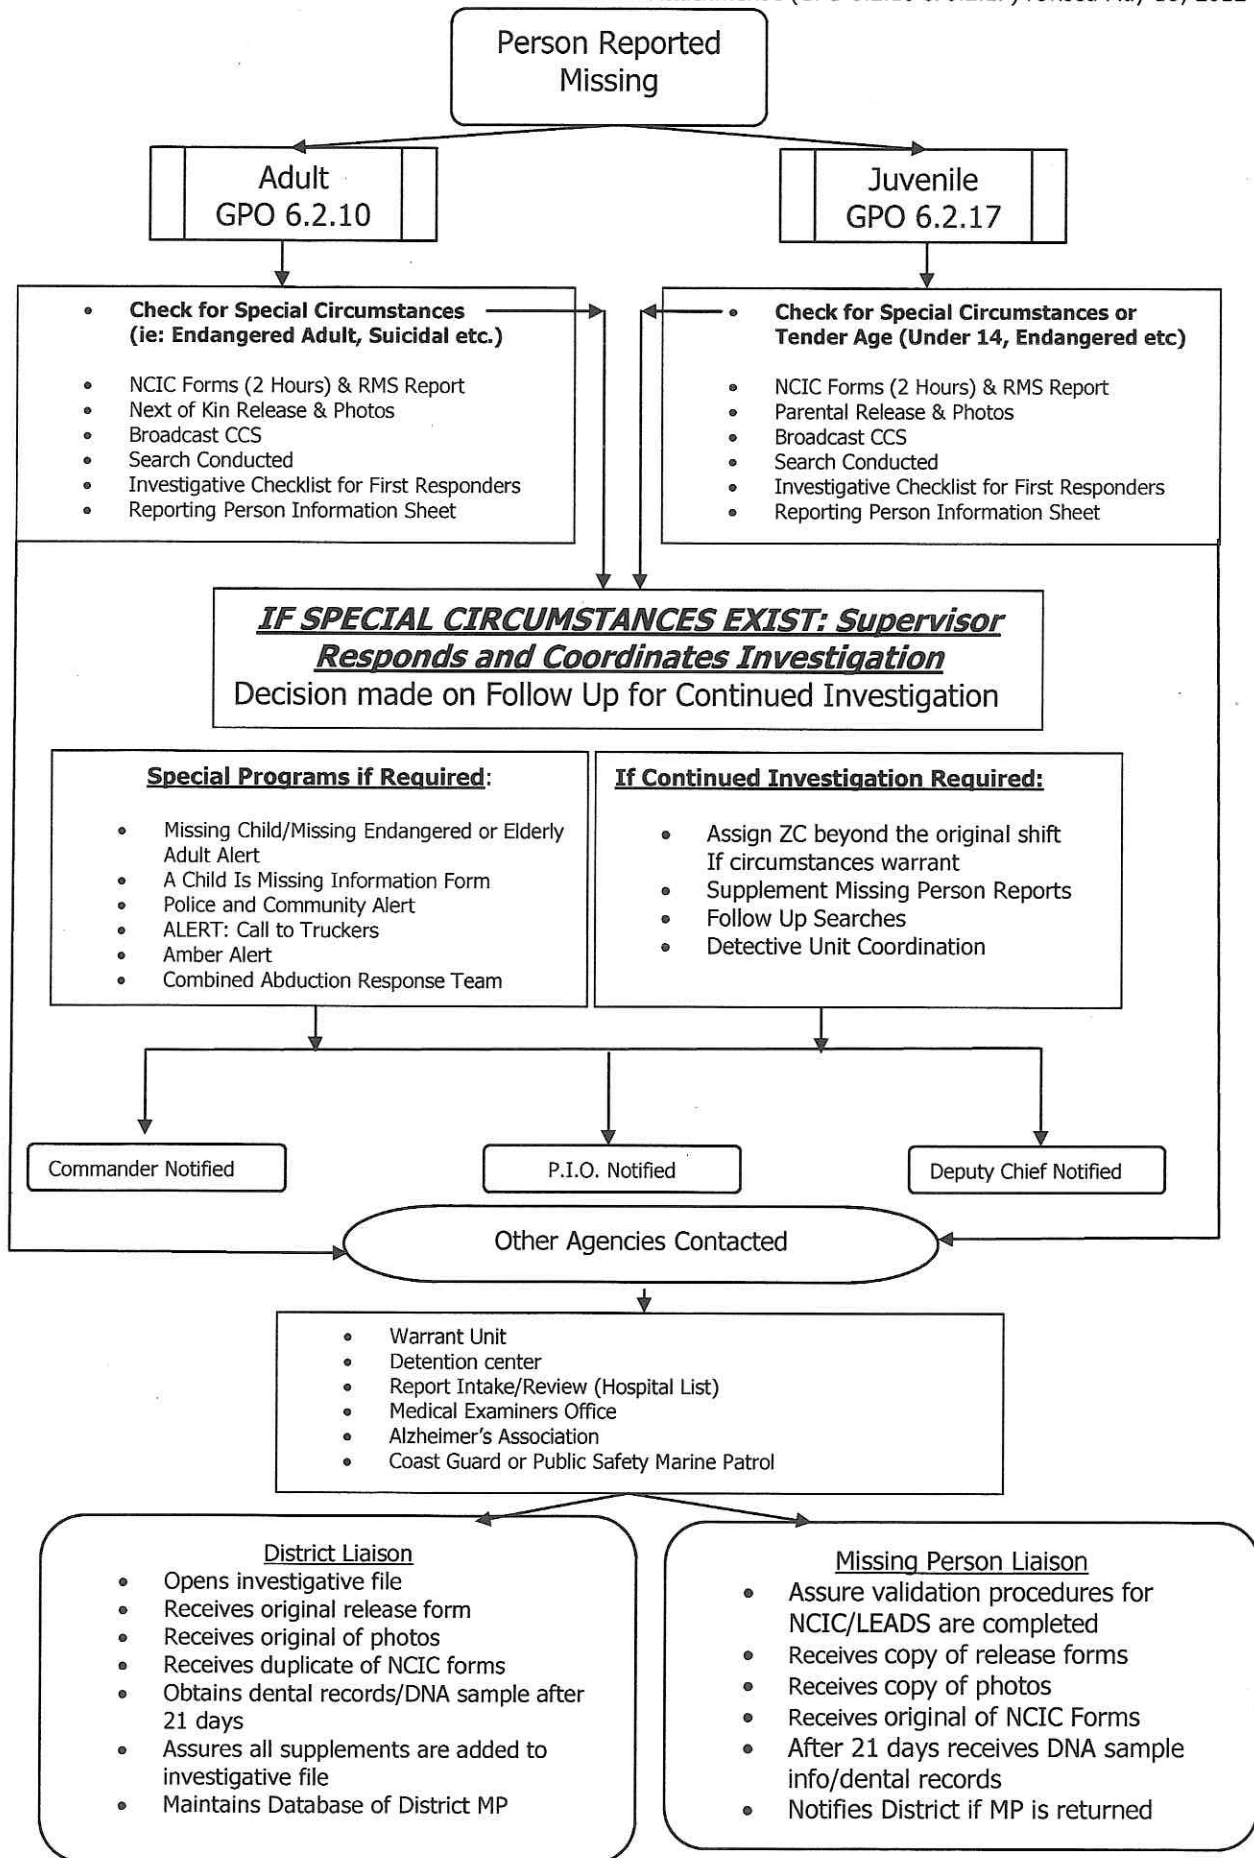 revised May 18, 2012
Person Reported
Missing
Adult
GPO 6.2.10
Juvenile
GPO 6.2.17
• Check for Special Circumstances
(ie: Endangered Adult, Suicidal etc.)
• NCIC Forms (2 Hours) & RMS Report
• Next of Kin Release & Photos
• Broadcast CCS
• Search Conducted
• Investigative Checklist for First Responders
• Reporting Person Information Sheet
• Check for Special Circumstances or
Tender Age (Under 14, Endangered etc)
• NCIC Forms (2 Hours) & RMS Report
• Parental Release & Photos
• Broadcast CCS
• Search Conducted
• Investigative Checklist for First Responders
• Reporting Person Information Sheet
IF SPECIAL CIRCUMSTANCES EXIST: Supervisor
Responds and Coordinates Investigation
Decision made on Follow Up for Continued Investigation
Special Programs if Required:
• Missing Child/Missing Endangered or Elderly
Adult Alert
• A Child Is Missing Information Form
• Police and Community Alert
• ALERT: Call to Truckers
• Amber Alert
• Combined Abduction Response Team
If Continued Investigation Required:
• Assign ZC beyond the original shift
If circumstances warrant
• Supplement Missing Person Reports
• Follow Up Searches
• Detective Unit Coordination
Commander Notified
P.I.O. Notified
Deputy Chief Notified
Other Agencies Contacted
• Warrant Unit
• Detention center
• Report Intake/Review (Hospital List)
• Medical Examiners Office
• Alzheimer's Association
• Coast Guard or Public Safety Marine Patrol
District Liaison
• Opens investigative file
• Receives original release form
• Receives original of photos
• Receives duplicate of NCIC forms
• Obtains dental records/DNA sample after
21 days
• Assures all supplements are added to
investigative file
• Maintains Database of District MP
Missing Person Liaison
• Assure validation procedures for
NCIC/LEADS are completed
• Receives copy of release forms
• Receives copy of photos
• Receives original of NCIC Forms
• After 21 days receives DNA sample
info/dental records
• Notifies District if MP is returned